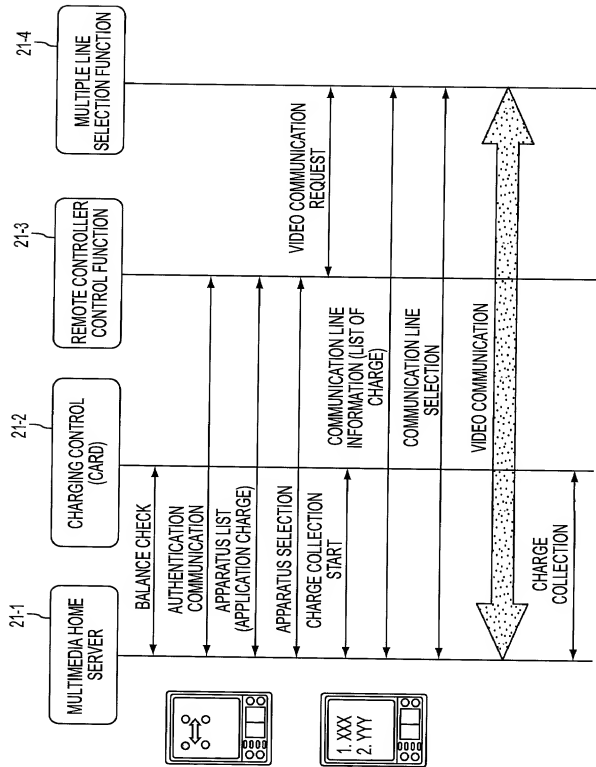 21-1
MULTIMEDIA HOME
SERVER
21-2
CHARGING CONTROL
(CARD)
21-3
REMOTE CONTROLLER
CONTROL FUNCTION
21-4
MULTIPLE LINE
SELECTION FUNCTION
BALANCE CHECK
AUTHENTICATION
COMMUNICATION
APPARATUS LIST
(APPLICATION CHARGE)
APPARATUS SELECTION
VIDEO COMMUNICATION
REQUEST
CHARGE COLLECTION
START
COMMUNICATION LINE
INFORMATION (LIST OF
CHARGE)
COMMUNICATION LINE
SELECTION
VIDEO COMMUNICATION
CHARGE
COLLECTION
1. XXX
2. YYY